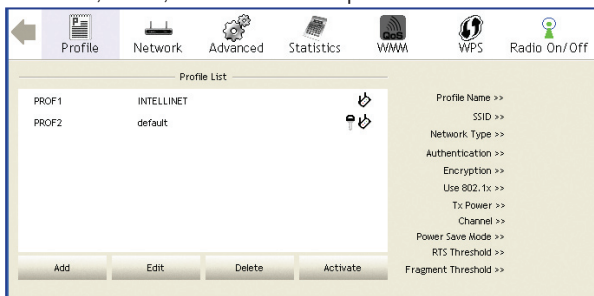 Profile
Network
Advanced
Statistics
QoS
WMM
WPS
Radio On/Off
Profile List
PROF1 INTELLINET
PROF2 default
Add
Edit
Delete
Activate
Profile Name >>
SSID >>
Network Type >>
Authentication >>
Encryption >>
Use 802.1x >>
Tx Power >>
Channel >>
Power Save Mode >>
RTS Threshold >>
Fragment Threshold >>